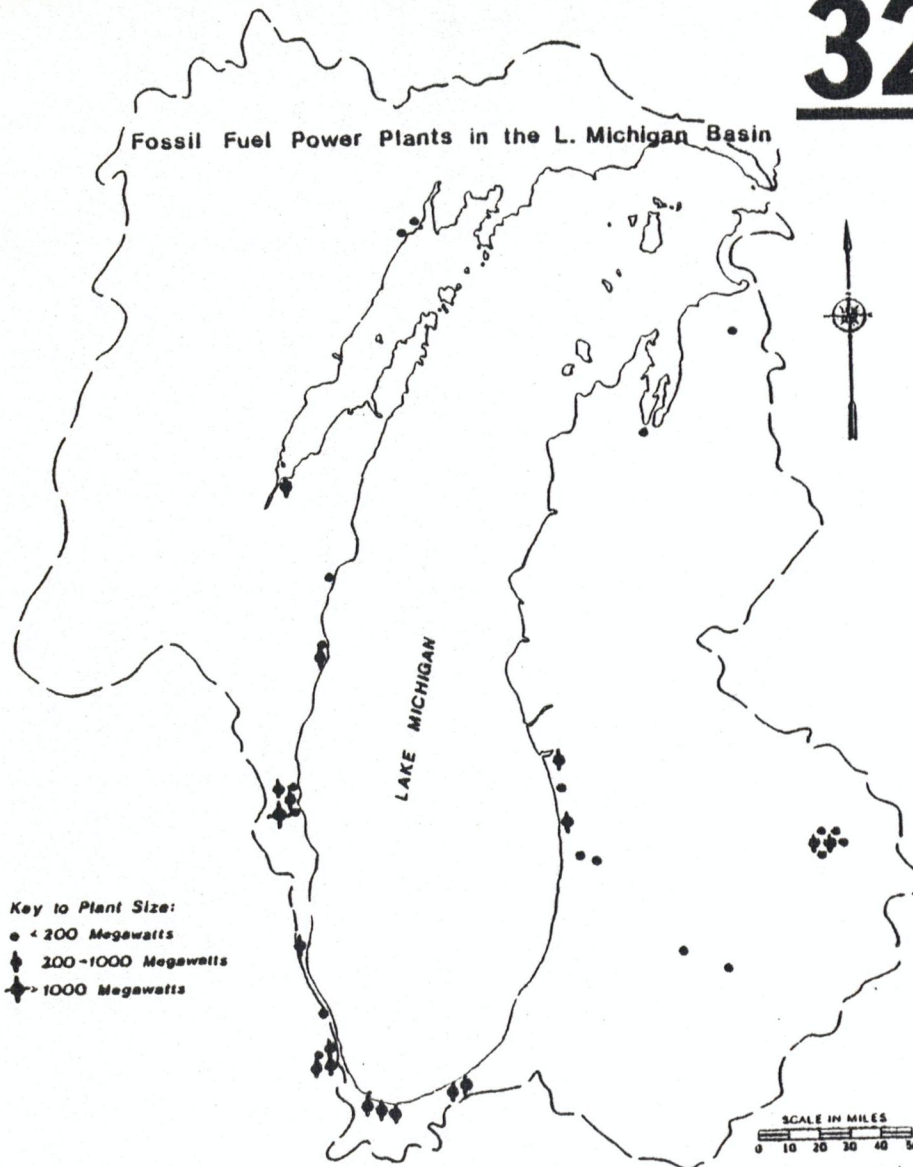 32
Fossil Fuel Power Plants in the L. Michigan Basin
LAKE MICHIGAN
Key to Plant Size:
< 200 Megawatts
200-1000 Megawatts
> 1000 Megawatts
SCALE IN MILES
0 10 20 30 40